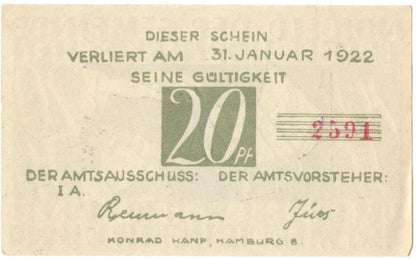 DIESER SCHEIN
VERLIERT AM 31. JANUAR 1922
SEINE GÜLTIGKEIT
20 Pf
2591
DER AMTSAUSSCHUSS: DER AMTSVORSTEHER:
I A.
KONRAD HANF, HAMBURG 8.